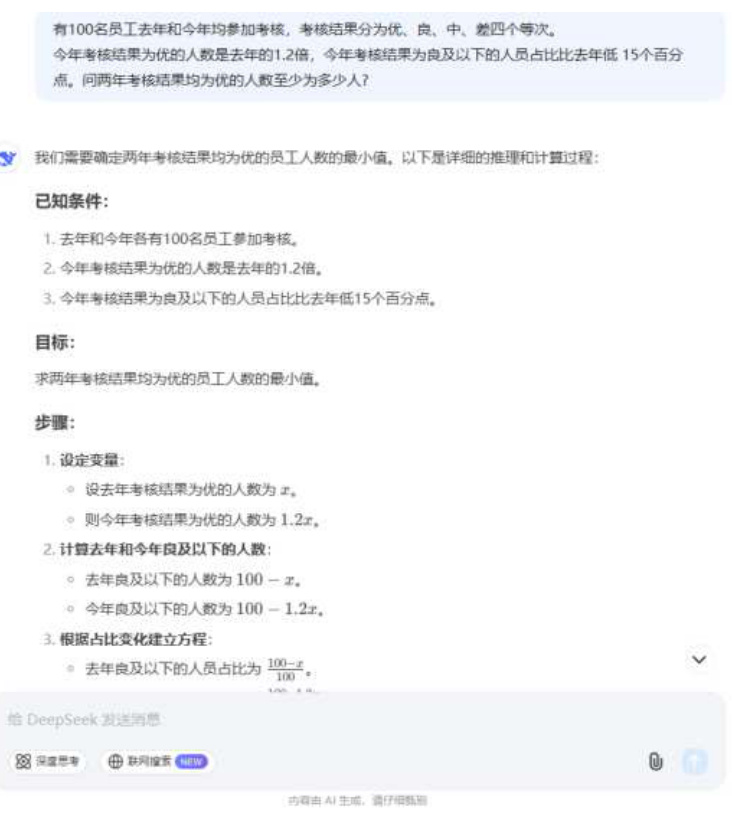 有100名员工去年和今年均参加考核，考核结果分为优、良、中、差四个等次。
今年考核结果为优的人数是去年的1.2倍，今年考核结果为良及以下的人员占比比去年低 15个百分
点。问两年考核结果均为优的人数至少为多少人?
我们需要确定两年考核结果均为优的员工人数的最小值。以下是详细的推理和计算过程：
已知条件：
1. 去年和今年各有100名员工参加考核。
2. 今年考核结果为优的人数是去年的1.2倍。
3. 今年考核结果为良及以下的人员占比比去年低15个百分点。
目标：
求两年考核结果均为优的员工人数的最小值。
步骤：
1. 设定变量：
◦ 设去年考核结果为优的人数为 x。
◦ 则今年考核结果为优的人数为 1.2x。
2. 计算去年和今年良及以下的人数：
◦ 去年良及以下的人数为 100 − x。
◦ 今年良及以下的人数为 100 − 1.2x。
3. 根据占比变化建立方程：
◦ 去年良及以下的人员占比为 100−x/100。
给 DeepSeek 发送消息
深度思考 联网搜索 NEW
内容由 AI 生成，请仔细甄别